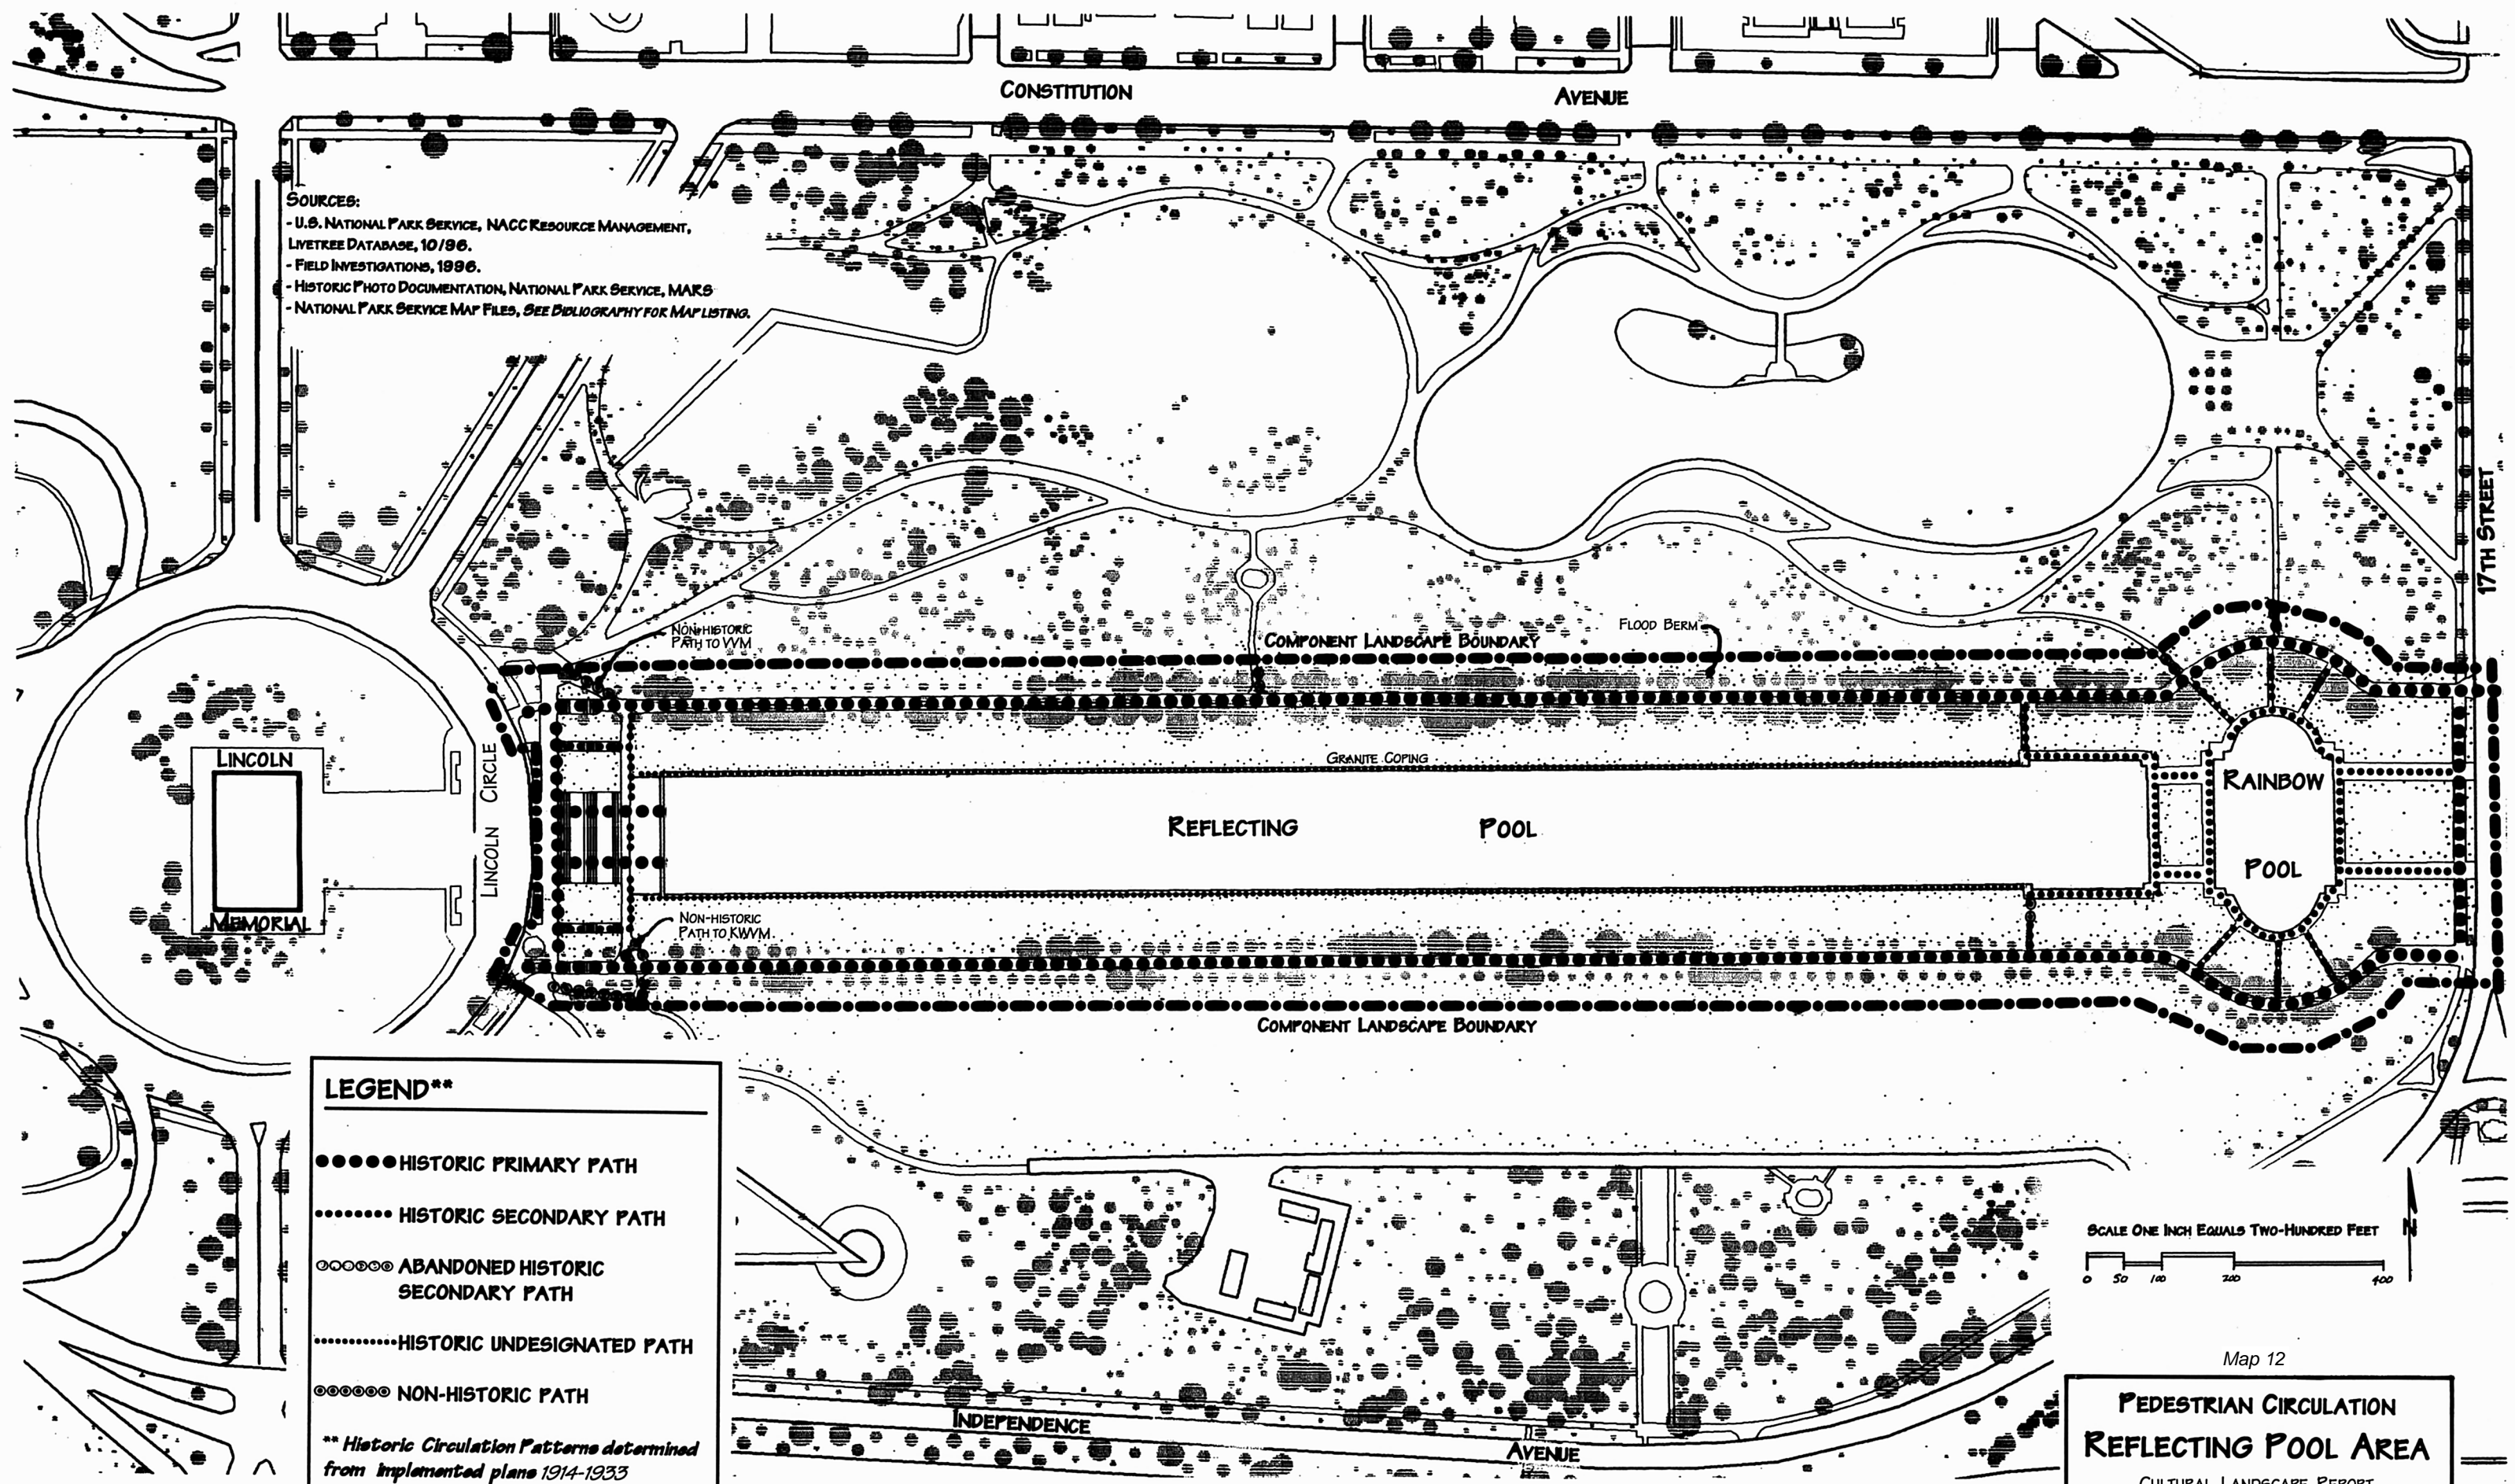 CONSTITUTION AVENUE
SOURCES:
- U.S. NATIONAL PARK SERVICE, NACC RESOURCE MANAGEMENT,
LIVETREE DATABASE, 10/96.
- FIELD INVESTIGATIONS, 1996.
- HISTORIC PHOTO DOCUMENTATION, NATIONAL PARK SERVICE, MARS
- NATIONAL PARK SERVICE MAP FILES, SEE BIBLIOGRAPHY FOR MAP LISTING.
17TH STREET
NON-HISTORIC
PATH TO VVM
COMPONENT LANDSCAPE BOUNDARY
FLOOD BERM
LINCOLN
MEMORIAL
LINCOLN CIRCLE
GRANITE COPING
REFLECTING POOL
RAINBOW
POOL
NON-HISTORIC
PATH TO KWVM
COMPONENT LANDSCAPE BOUNDARY
LEGEND**
HISTORIC PRIMARY PATH
HISTORIC SECONDARY PATH
ABANDONED HISTORIC
SECONDARY PATH
HISTORIC UNDESIGNATED PATH
NON-HISTORIC PATH
** Historic Circulation Patterns determined
from implemented plans 1914-1933
INDEPENDENCE
AVENUE
SCALE ONE INCH EQUALS TWO-HUNDRED FEET
N
0 50 100 200 400
Map 12
PEDESTRIAN CIRCULATION
REFLECTING POOL AREA
CULTURAL LANDSCAPE REPORT